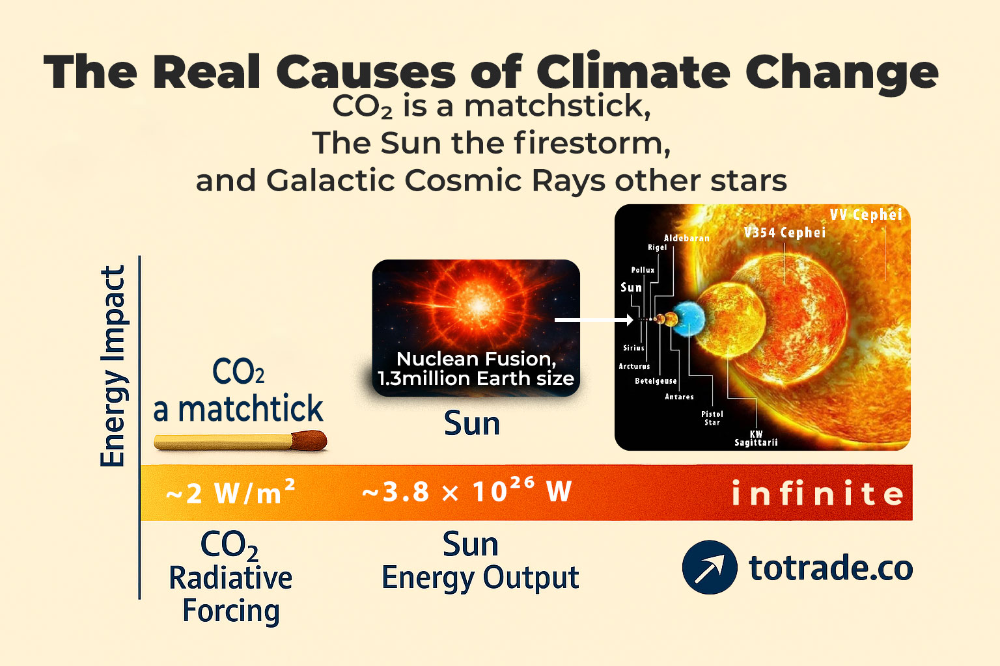 The Real Causes of Climate Change
CO₂ is a matchstick,
The Sun the firestorm,
and Galactic Cosmic Rays other stars
Energy Impact
CO₂
a matchtick
Nuclean Fusion,
1.3million Earth size
Sun
VV Cephei
V354 Cephei
Aldebaran
Rigel
Pollux
Sun
Sirius
Arcturus
Betelgeuse
Antares
Pistol
Star
KW
Sagittarii
~2 W/m²
~3.8 × 10²⁶ W
infinite
CO₂
Radiative
Forcing
Sun
Energy Output
totrade.co